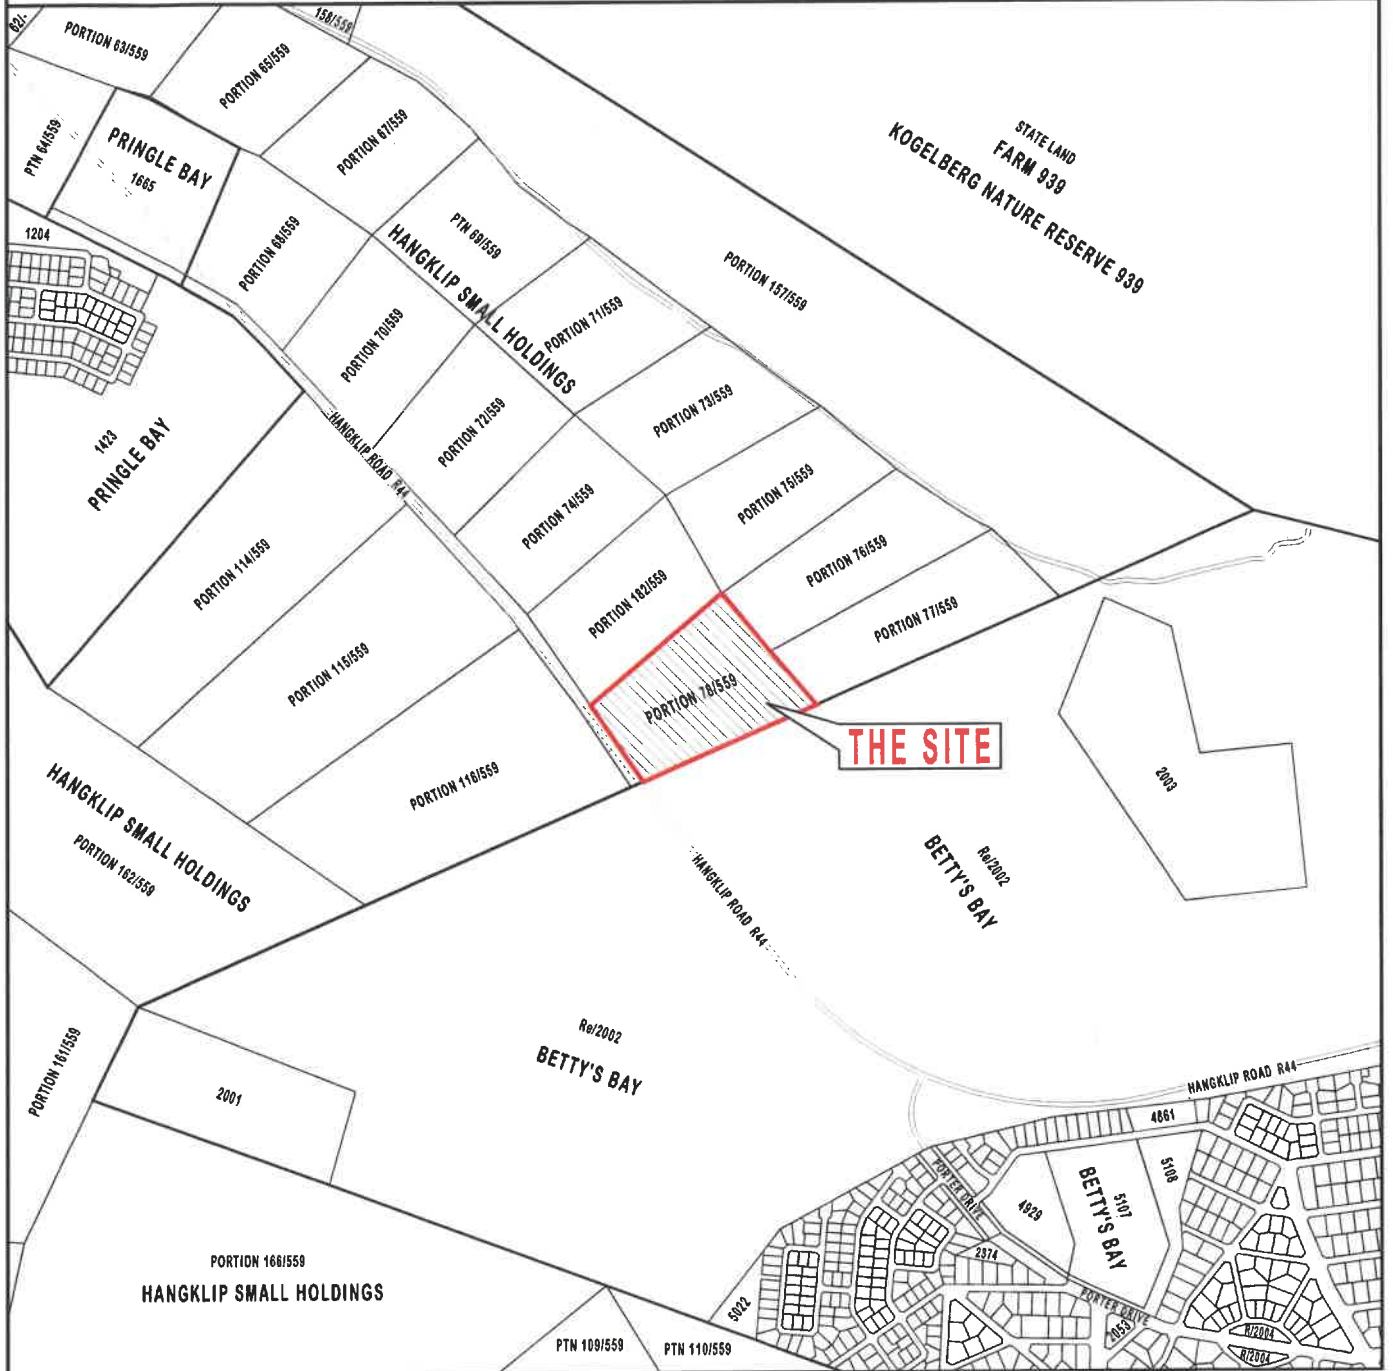 62/-
PORTION 63/559
158/559
PORTION 65/559
PORTION 67/559
PTN 64/559
PRINGLE BAY
1665
STATE LAND
FARM 939
KOGELBERG NATURE RESERVE 939
1204
PORTION 68/559
PTN 69/559
HANGKLIP SMALL HOLDINGS
PORTION 157/559
PORTION 70/559
PORTION 71/559
PORTION 72/559
PORTION 73/559
1423
PRINGLE BAY
HANGKLIP ROAD R44
PORTION 74/559
PORTION 75/559
PORTION 114/559
PORTION 76/559
PORTION 182/559
PORTION 77/559
PORTION 115/559
PORTION 78/559
THE SITE
PORTION 116/559
2003
HANGKLIP SMALL HOLDINGS
PORTION 162/559
Re/2002
BETTY'S BAY
HANGKLIP ROAD R44
Re/2002
BETTY'S BAY
PORTION 161/559
2001
HANGKLIP ROAD R44
4861
PORTER DRIVE
4929
5107
BETTY'S BAY
5108
2374
PORTION 166/559
HANGKLIP SMALL HOLDINGS
5022
PORTER DRIVE
2053
R/2004
R/2004
PTN 109/559
PTN 110/559